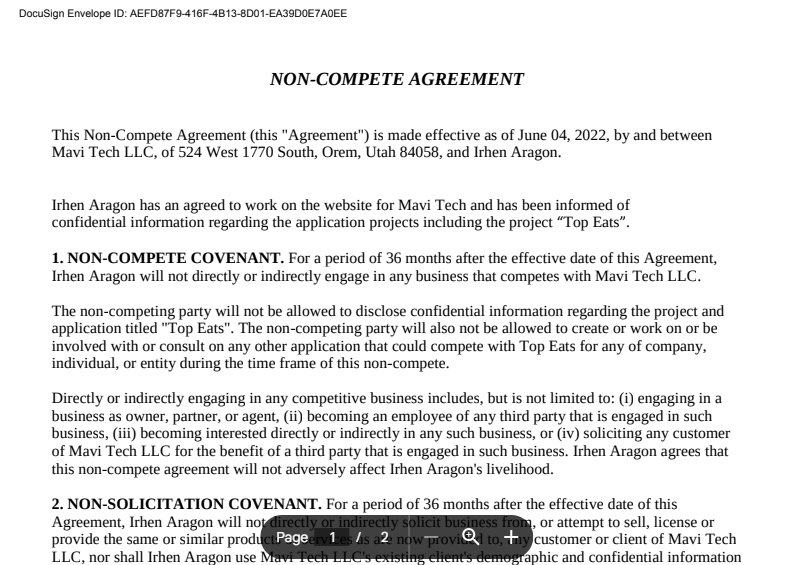 DocuSign Envelope ID: AEFD87F9-416F-4B13-8D01-EA39D0E7A0EE
NON-COMPETE AGREEMENT
This Non-Compete Agreement (this "Agreement") is made effective as of June 04, 2022, by and between
Mavi Tech LLC, of 524 West 1770 South, Orem, Utah 84058, and Irhen Aragon.
Irhen Aragon has an agreed to work on the website for Mavi Tech and has been informed of
confidential information regarding the application projects including the project “Top Eats”.
1. NON-COMPETE COVENANT. For a period of 36 months after the effective date of this Agreement,
Irhen Aragon will not directly or indirectly engage in any business that competes with Mavi Tech LLC.
The non-competing party will not be allowed to disclose confidential information regarding the project and
application titled "Top Eats". The non-competing party will also not be allowed to create or work on or be
involved with or consult on any other application that could compete with Top Eats for any of company,
individual, or entity during the time frame of this non-compete.
Directly or indirectly engaging in any competitive business includes, but is not limited to: (i) engaging in a
business as owner, partner, or agent, (ii) becoming an employee of any third party that is engaged in such
business, (iii) becoming interested directly or indirectly in any such business, or (iv) soliciting any customer
of Mavi Tech LLC for the benefit of a third party that is engaged in such business. Irhen Aragon agrees that
this non-compete agreement will not adversely affect Irhen Aragon's livelihood.
2. NON-SOLICITATION COVENANT. For a period of 36 months after the effective date of this
Agreement, Irhen Aragon will not directly or indirectly solicit business from, or attempt to sell, license or
provide the same or similar products services as are now provided to, any customer or client of Mavi Tech
LLC, nor shall Irhen Aragon use Mavi Tech LLC's existing client's demographic and confidential information
Page 1 / 2